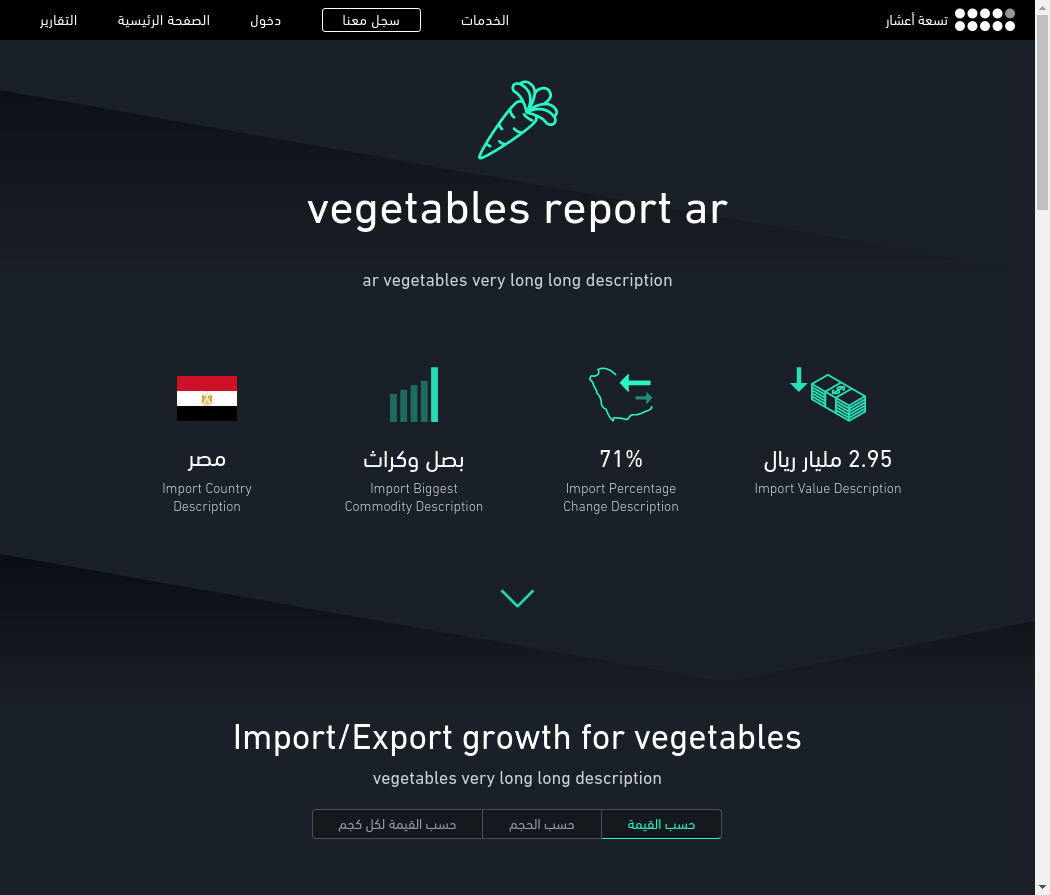 تسعة أعشار
الخدمات
سجل معنا
دخول
الصفحة الرئيسية
التقارير
vegetables report ar
ar vegetables very long long description
2.95 مليار ريال
Import Value Description
71%
Import Percentage
Change Description
بصل وكراث
Import Biggest
Commodity Description
مصر
Import Country
Description
Import/Export growth for vegetables
vegetables very long long description
حسب القيمة
حسب الحجم
حسب القيمة لكل كجم